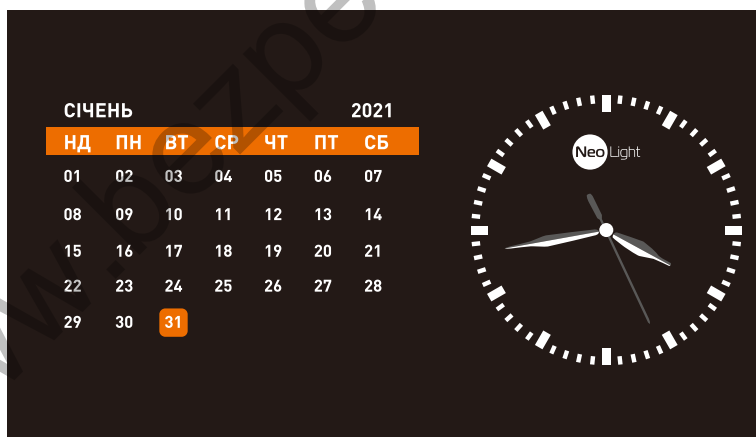 СІЧЕНЬ 2021
НД ПН ВТ СР ЧТ ПТ СБ
01 02 03 04 05 06 07
08 09 10 11 12 13 14
15 16 17 18 19 20 21
22 23 24 25 26 27 28
29 30 31
Neo Light
www.bezpe